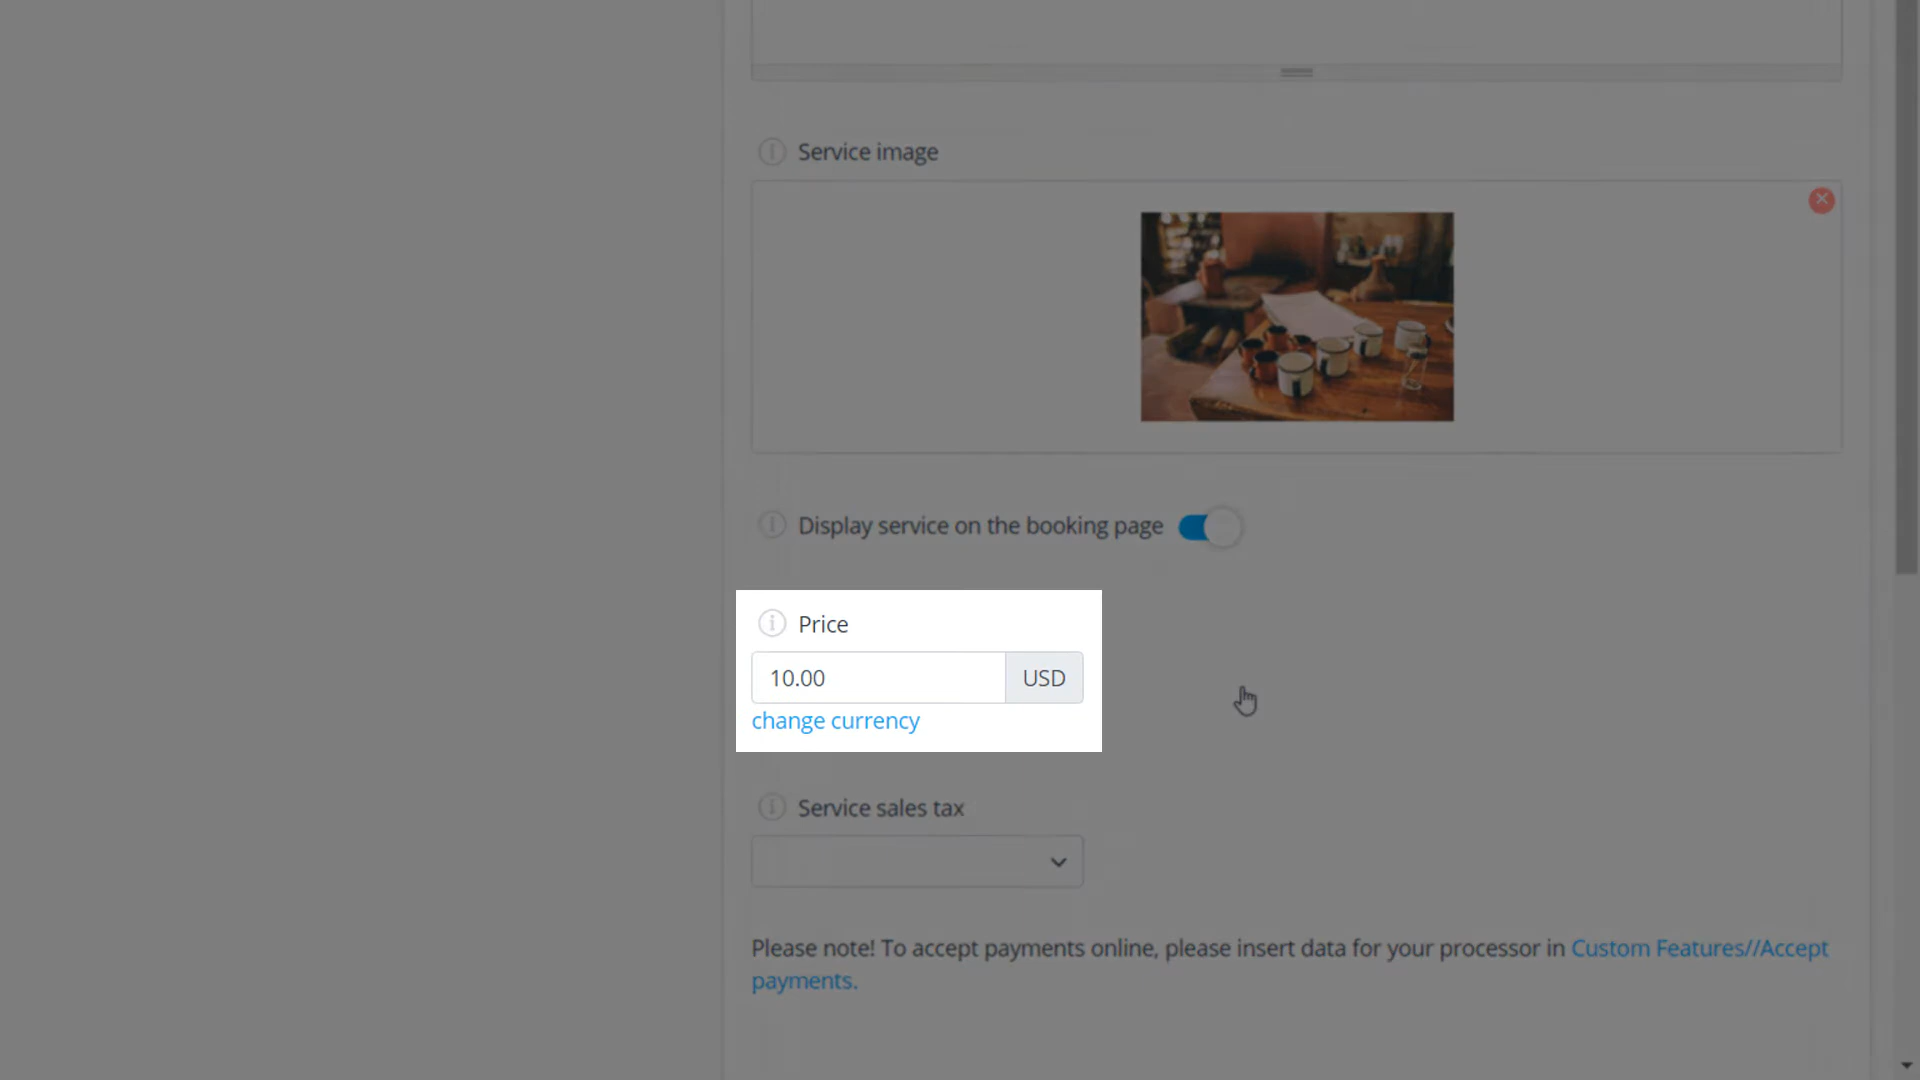 Service image
Display service on the booking page
Price
10.00 USD
change currency
Service sales tax
Please note! To accept payments online, please insert data for your processor in Custom Features//Accept
payments.